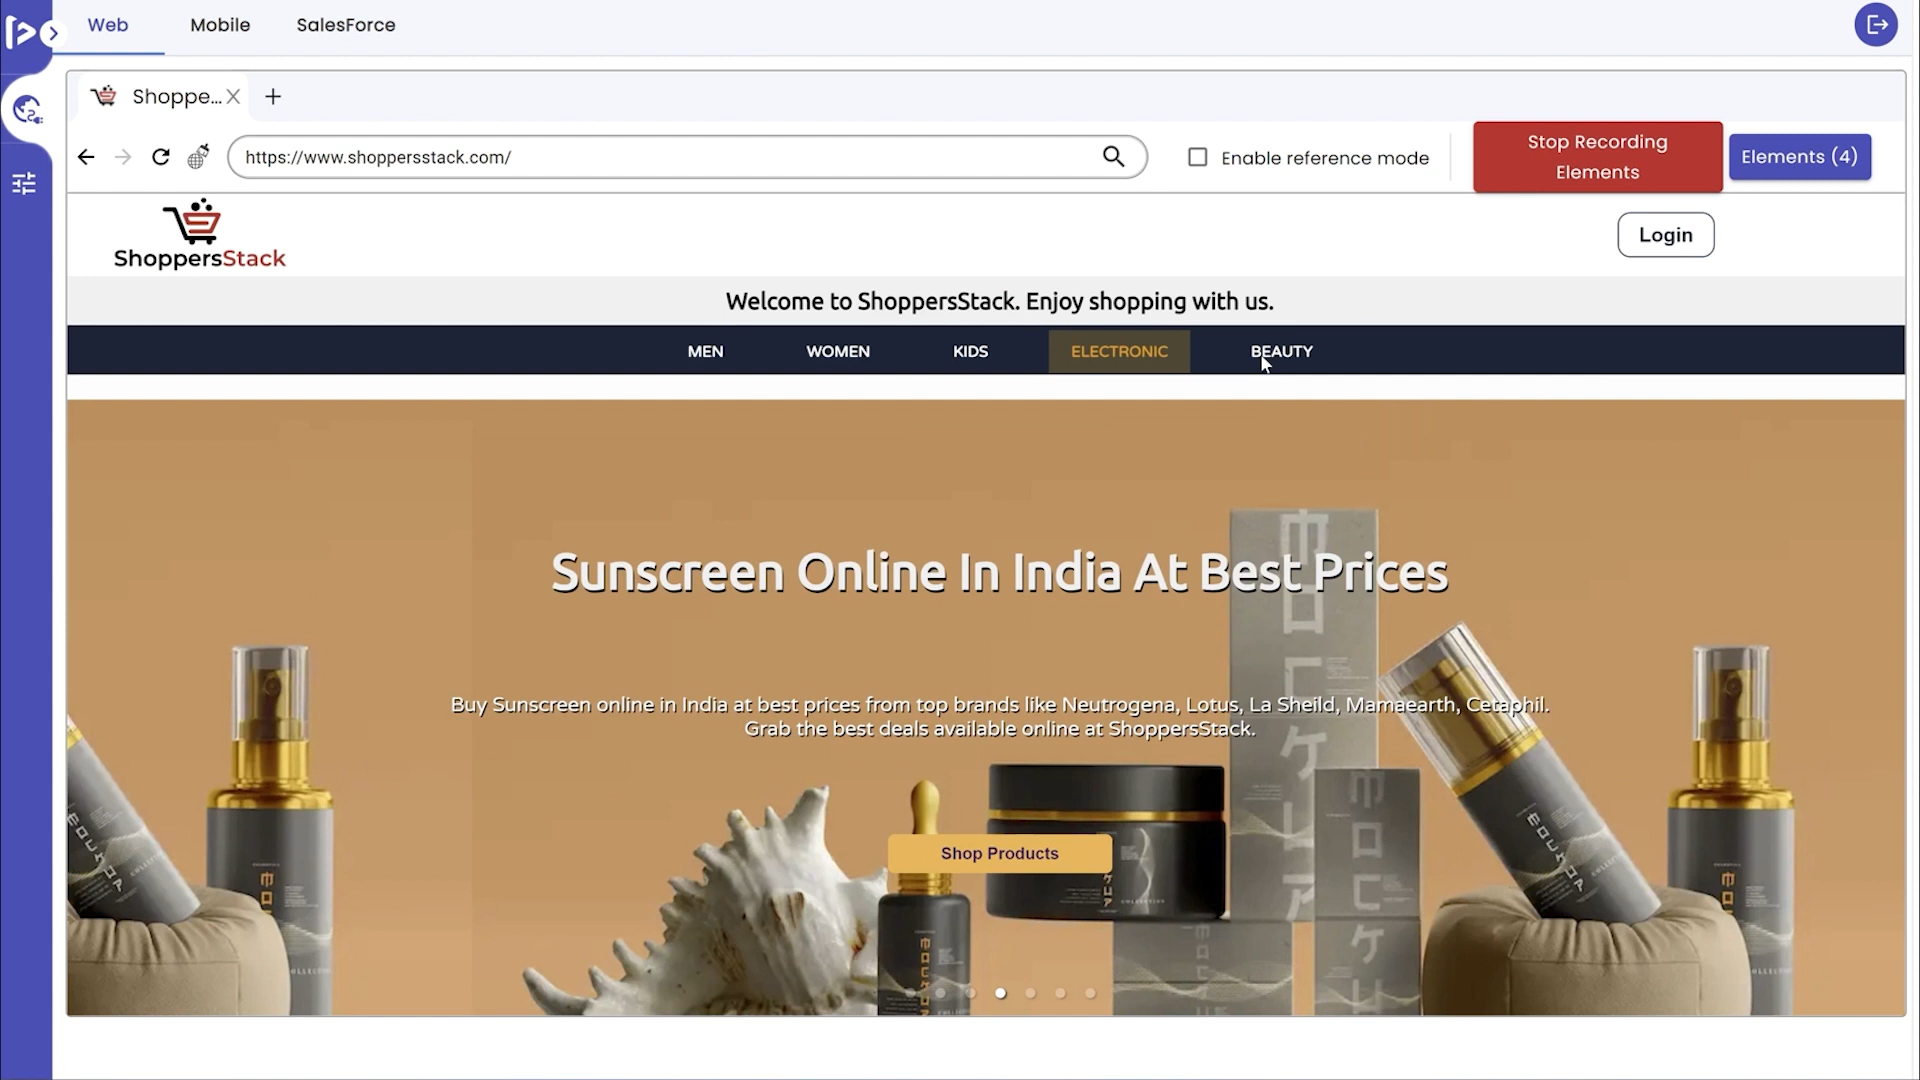 Web Mobile SalesForce
Shoppe...
https://www.shoppersstack.com/
Enable reference mode
Stop Recording
Elements
Elements (4)
ShoppersStack
Login
Welcome to ShoppersStack. Enjoy shopping with us.
MEN WOMEN KIDS ELECTRONIC BEAUTY
Sunscreen Online In India At Best Prices
Buy Sunscreen online in India at best prices from top brands like Neutrogena, Lotus, La Sheild, Mamaearth, Cetaphil.
Grab the best deals available online at ShoppersStack.
Shop Products